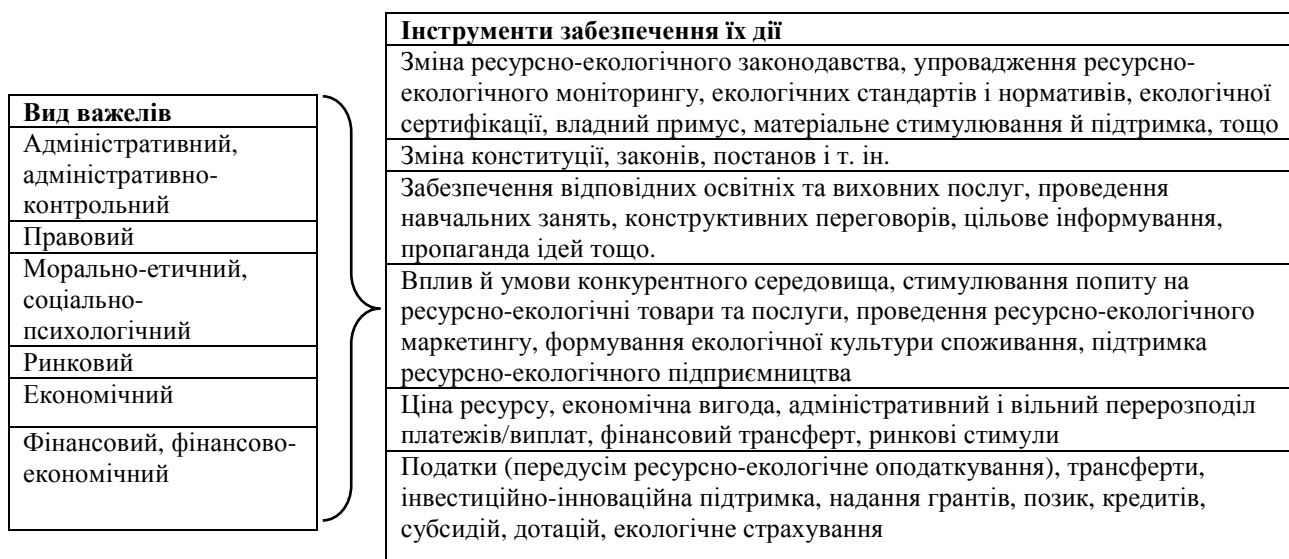 Вид важелів
Адміністративний,
адміністративно-
контрольний
Правовий
Морально-етичний,
соціально-
психологічний
Ринковий
Економічний
Фінансовий, фінансово-
економічний
Інструменти забезпечення їх дії
Зміна ресурсно-екологічного законодавства, упровадження ресурсно-
екологічного моніторингу, екологічних стандартів і нормативів, екологічної
сертифікації, владний примус, матеріальне стимулювання й підтримка, тощо
Зміна конституції, законів, постанов і т. ін.
Забезпечення відповідних освітніх та виховних послуг, проведення
навчальних занять, конструктивних переговорів, цільове інформування,
пропаганда ідей тощо.
Вплив й умови конкурентного середовища, стимулювання попиту на
ресурсно-екологічні товари та послуги, проведення ресурсно-екологічного
маркетингу, формування екологічної культури споживання, підтримка
ресурсно-екологічного підприємництва
Ціна ресурсу, економічна вигода, адміністративний і вільний перерозподіл
платежів/виплат, фінансовий трансферт, ринкові стимули
Податки (передусім ресурсно-екологічне оподаткування), трансферти,
інвестиційно-інноваційна підтримка, надання грантів, позик, кредитів,
субсидій, дотацій, екологічне страхування